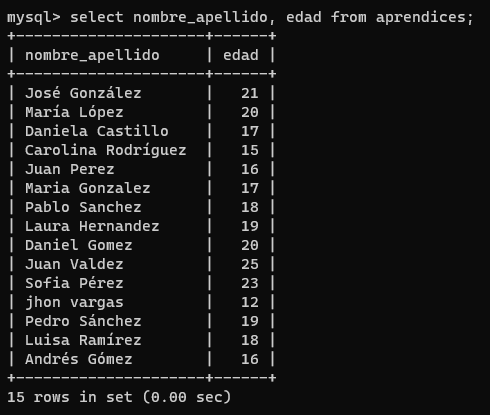 mysql> select nombre_apellido, edad from aprendices;
+---------------------+------+
| nombre_apellido     | edad |
+---------------------+------+
| José González       |   21 |
| María López         |   20 |
| Daniela Castillo    |   17 |
| Carolina Rodríguez  |   15 |
| Juan Perez          |   16 |
| Maria Gonzalez      |   17 |
| Pablo Sanchez       |   18 |
| Laura Hernandez     |   19 |
| Daniel Gomez        |   20 |
| Juan Valdez         |   25 |
| Sofia Pérez         |   23 |
| jhon vargas         |   12 |
| Pedro Sánchez       |   19 |
| Luisa Ramírez       |   18 |
| Andrés Gómez        |   16 |
+---------------------+------+
15 rows in set (0.00 sec)